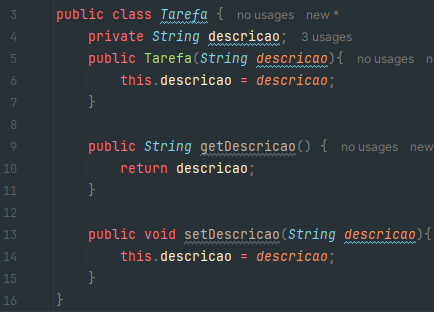 3 public class Tarefa { no usages new *
4 private String descricao; 3 usages
5 public Tarefa(String descricao){ no usages n
6 this.descricao = descricao;
7 }
8
9 public String getDescricao() { no usages new
10 return descricao;
11 }
12
13 public void setDescricao(String descricao){
14 this.descricao = descricao;
15 }
16 }